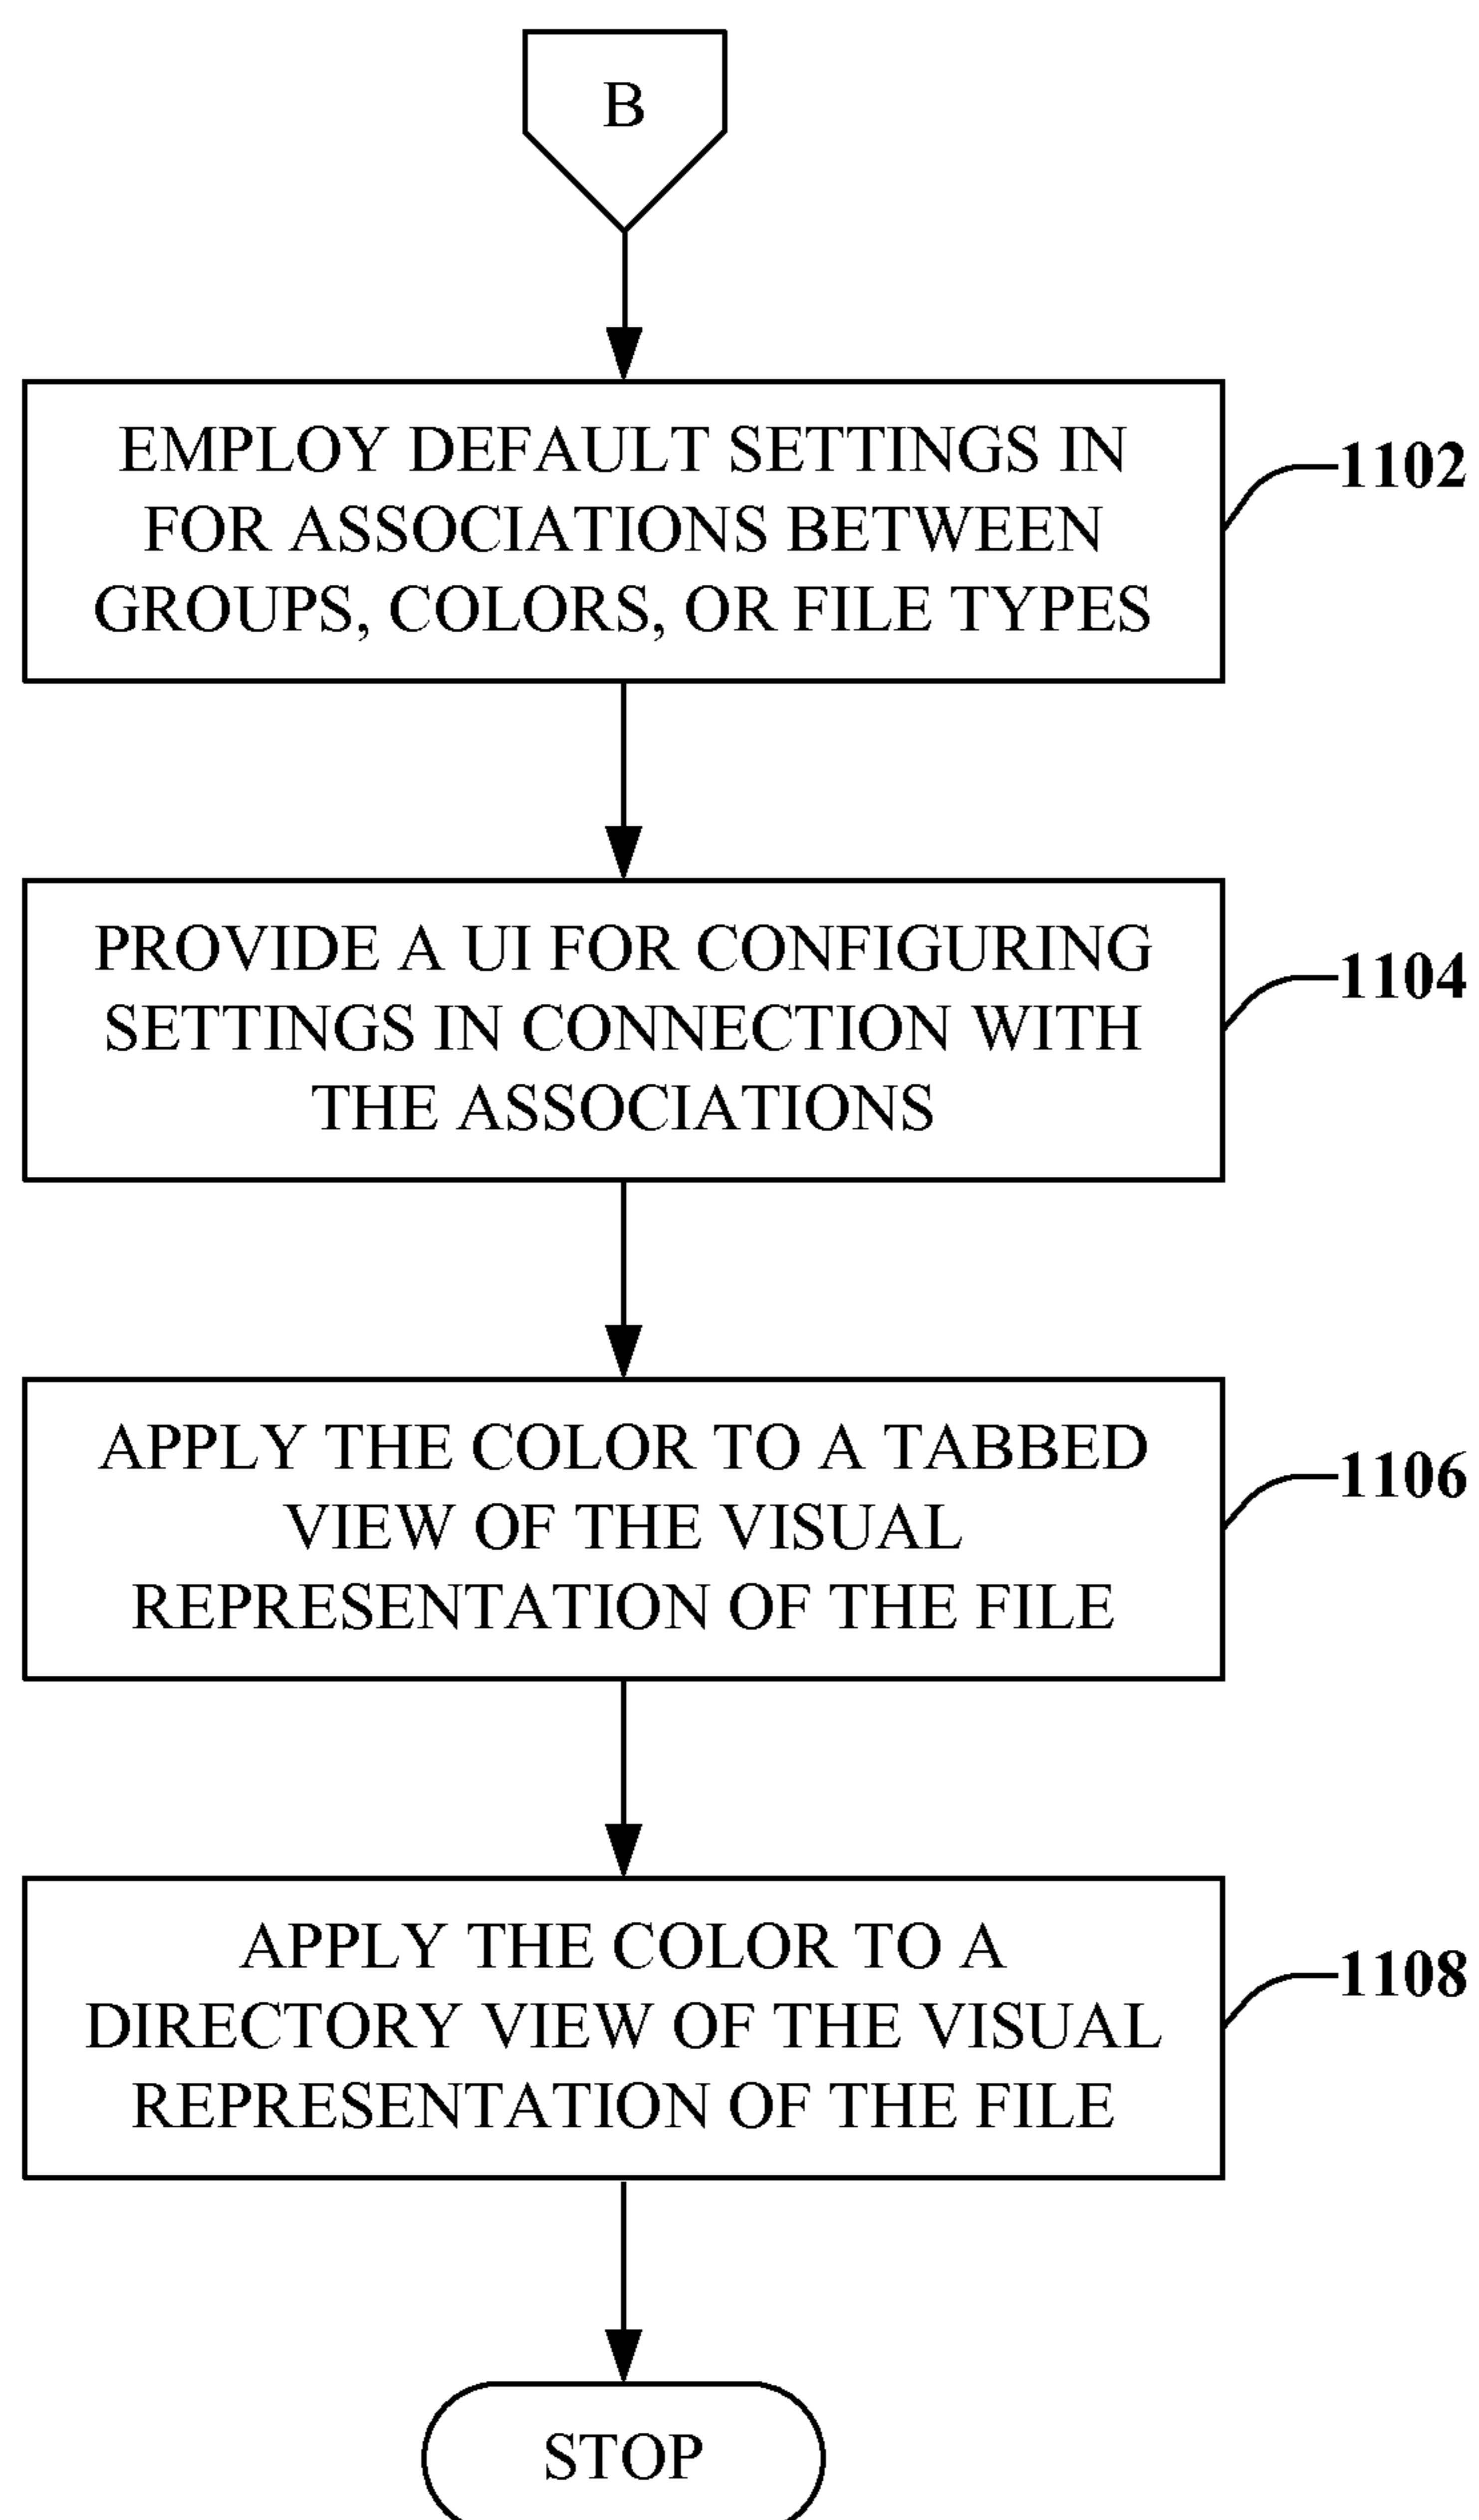 B
EMPLOY DEFAULT SETTINGS IN
FOR ASSOCIATIONS BETWEEN
GROUPS, COLORS, OR FILE TYPES
1102
PROVIDE A UI FOR CONFIGURING
SETTINGS IN CONNECTION WITH
THE ASSOCIATIONS
1104
APPLY THE COLOR TO A TABBED
VIEW OF THE VISUAL
REPRESENTATION OF THE FILE
1106
APPLY THE COLOR TO A
DIRECTORY VIEW OF THE VISUAL
REPRESENTATION OF THE FILE
1108
STOP